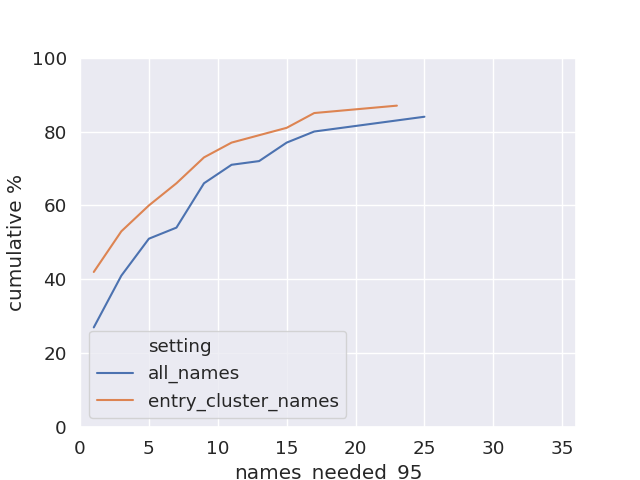 100
80
60
40
20
0
cumulative %
setting
all_names
entry_cluster_names
0 5 10 15 20 25 30 35
names_needed_95